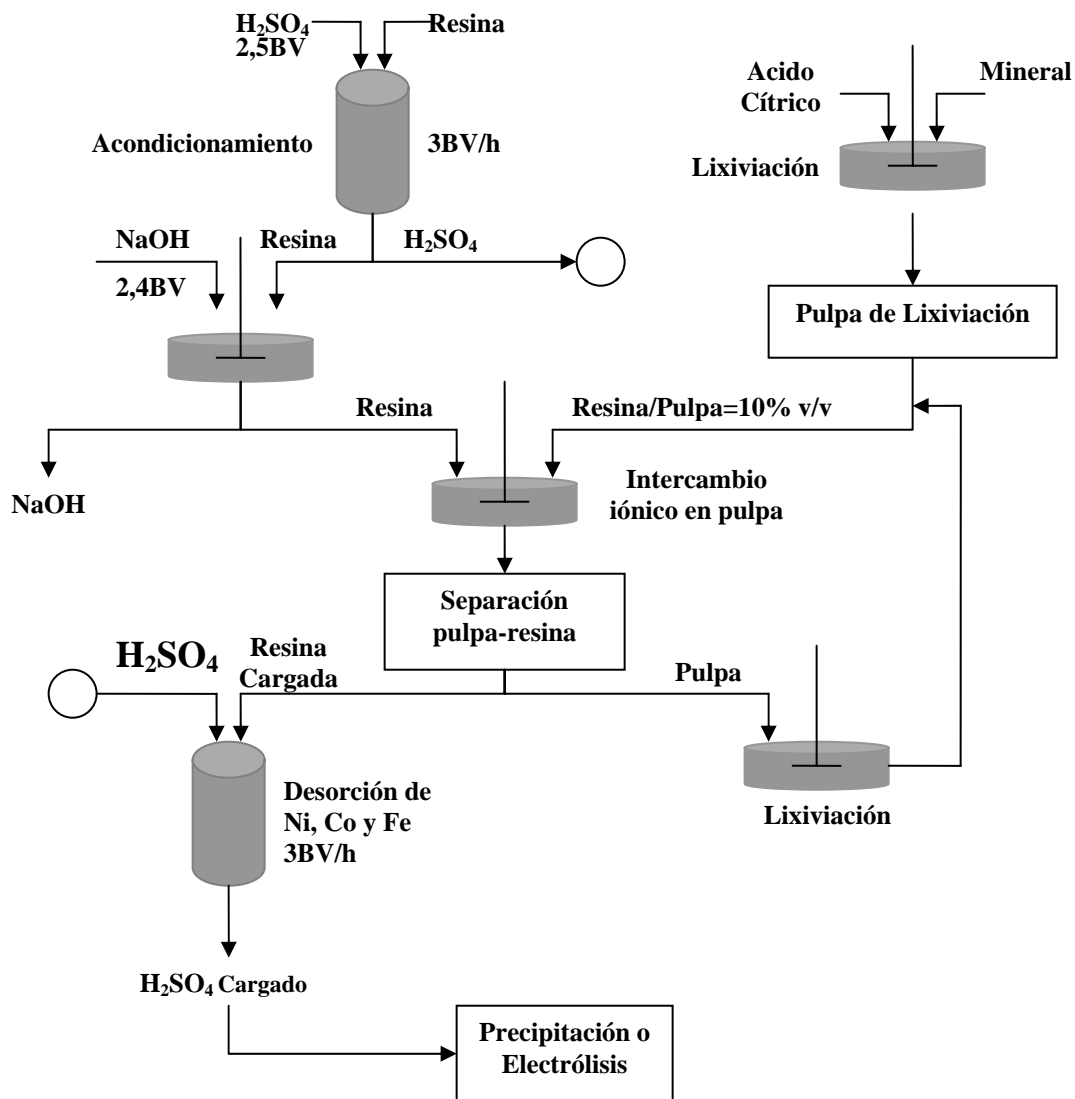 H₂SO₄
2,5BV
Resina
Acondicionamiento
3BV/h
Acido
Cítrico
Mineral
Lixiviación
NaOH
2,4BV
Resina
H₂SO₄
Pulpa de Lixiviación
Resina
Resina/Pulpa=10% v/v
NaOH
Intercambio
iónico en pulpa
Separación
pulpa-resina
H₂SO₄
Resina
Cargada
Pulpa
Desorción de
Ni, Co y Fe
3BV/h
Lixiviación
H₂SO₄ Cargado
Precipitación o
Electrólisis